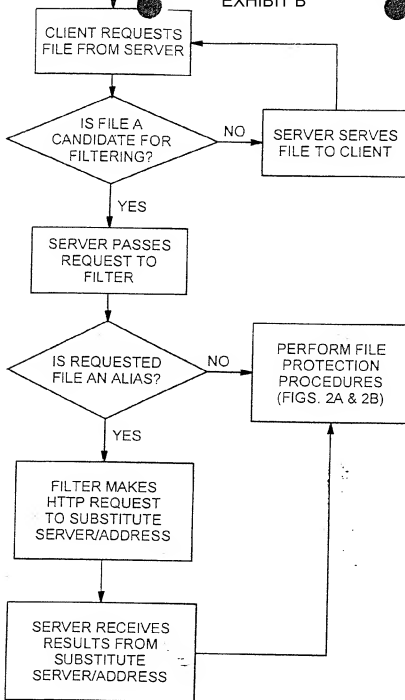 EXHIBIT B
CLIENT REQUESTS
FILE FROM SERVER
IS FILE A
CANDIDATE FOR
FILTERING?
NO
SERVER SERVES
FILE TO CLIENT
YES
SERVER PASSES
REQUEST TO
FILTER
IS REQUESTED
FILE AN ALIAS?
NO
PERFORM FILE
PROTECTION
PROCEDURES
(FIGS. 2A & 2B)
YES
FILTER MAKES
HTTP REQUEST
TO SUBSTITUTE
SERVER/ADDRESS
SERVER RECEIVES
RESULTS FROM
SUBSTITUTE
SERVER/ADDRESS